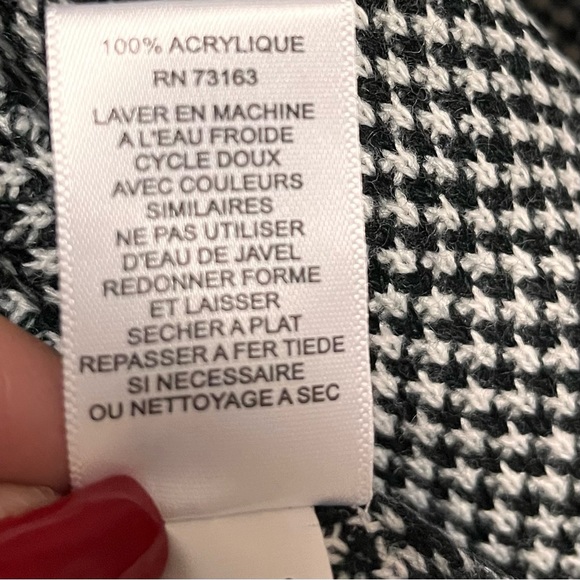 100% ACRYLIQUE
RN 73163
LAVER EN MACHINE
A L'EAU FROIDE
CYCLE DOUX
AVEC COULEURS
SIMILAIRES
NE PAS UTILISER
D'EAU DE JAVEL
REDONNER FORME
ET LAISSER
SECHER A PLAT
REPASSER A FER TIEDE
SI NECESSAIRE
OU NETTOYAGE A SEC